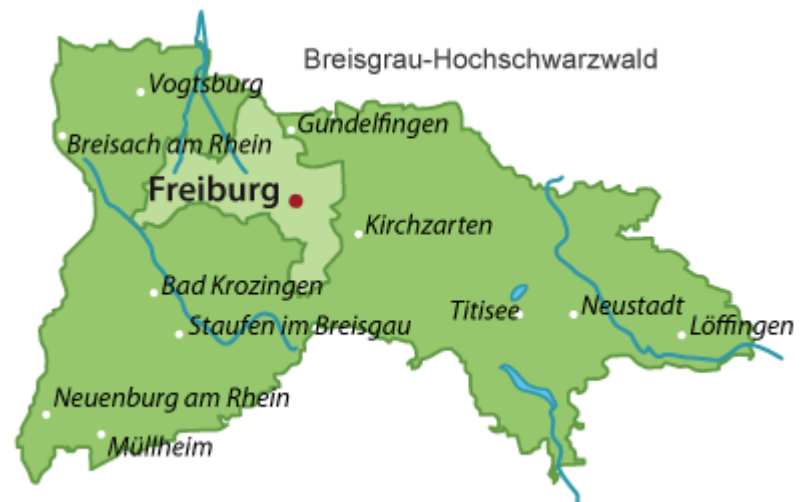 Breisgrau-Hochschwarzwald
Vogtsburg
Gundelfingen
Breisach am Rhein
Freiburg
Kirchzarten
Bad Krozingen
Titisee
Neustadt
Staufen im Breisgau
Löffingen
Neuenburg am Rhein
Müllheim